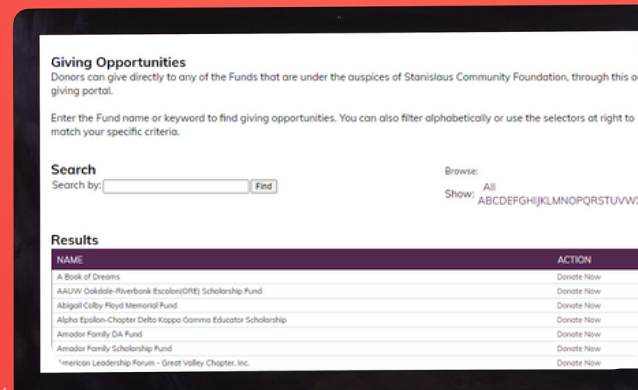 Giving Opportunities
Donors can give directly to any of the Funds that are under the auspices of Stanislaus Community Foundation, through this o
giving portal.
Enter the Fund name or keyword to find giving opportunities. You can also filter alphabetically or use the selectors at right to
match your specific criteria.
Search
Search by: Find
Browse:
Show: All
ABCDEFGHIJKLMNOPQRSTUVW
Results
NAME ACTION
A Book of Dreams Donate Now
AAUW Oakdale-Riverbank Escalon(ORE) Scholarship Fund Donate Now
Abigail Colby Floyd Memorial Fund Donate Now
Alpha Epsilon-Chapter Delta Kappa Gamma Educator Scholarship Donate Now
Amador Family DA Fund Donate Now
Amador Family Scholarship Fund Donate Now
American Leadership Forum - Great Valley Chapter, Inc. Donate Now